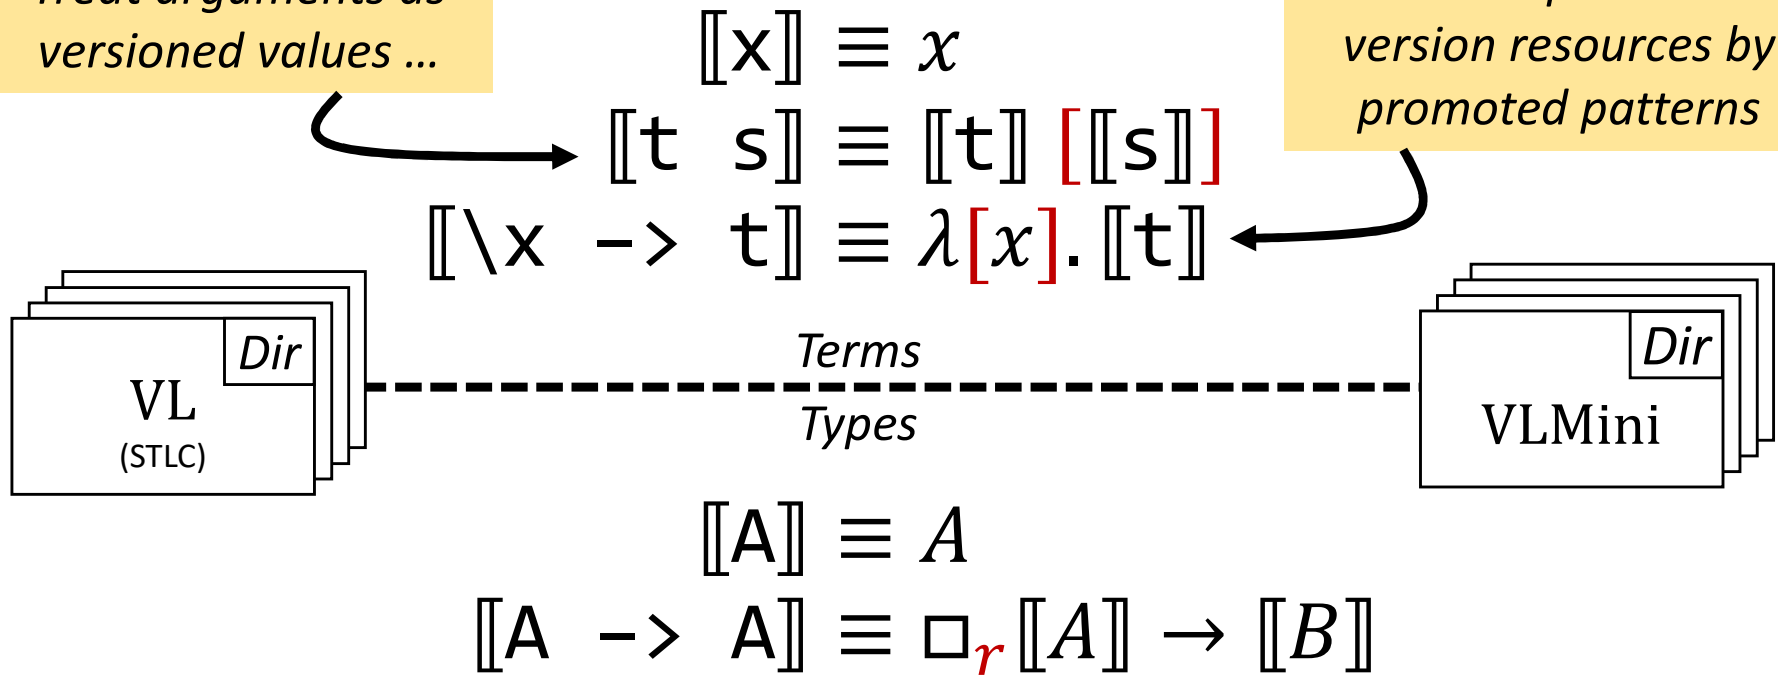 versioned values …
version resources by
promoted patterns
⟦x⟧ ≡ x
⟦t s⟧ ≡ ⟦t⟧ [⟦s⟧]
⟦\x -> t⟧ ≡ λ[x]. ⟦t⟧
Dir
VL
(STLC)
Terms
Types
Dir
VLMini
⟦A⟧ ≡ A
⟦A -> A⟧ ≡ □r ⟦A⟧ → ⟦B⟧